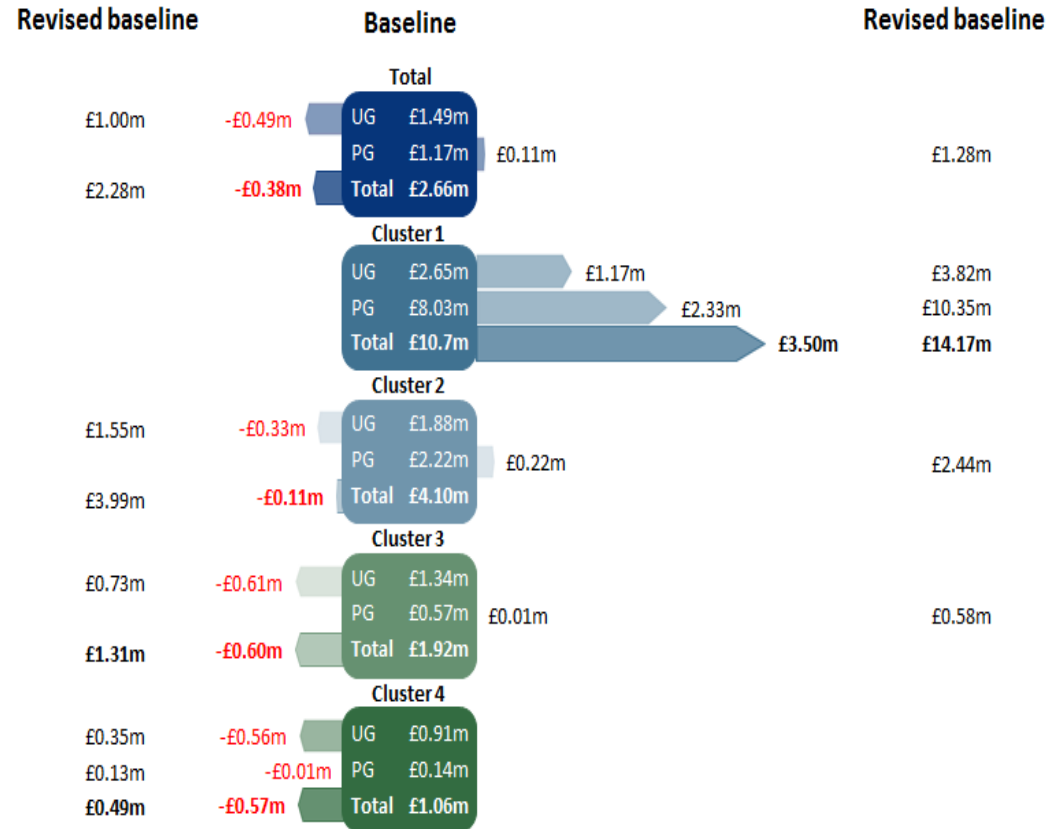 Revised baseline Baseline Revised baseline
Total
£1.00m -£0.49m UG £1.49m
PG £1.17m £0.11m £1.28m
£2.28m -£0.38m Total £2.66m
Cluster 1
UG £2.65m £1.17m £3.82m
PG £8.03m £2.33m £10.35m
Total £10.7m £3.50m £14.17m
Cluster 2
£1.55m -£0.33m UG £1.88m
PG £2.22m £0.22m £2.44m
£3.99m -£0.11m Total £4.10m
Cluster 3
£0.73m -£0.61m UG £1.34m
PG £0.57m £0.01m £0.58m
£1.31m -£0.60m Total £1.92m
Cluster 4
£0.35m -£0.56m UG £0.91m
£0.13m -£0.01m PG £0.14m
£0.49m -£0.57m Total £1.06m